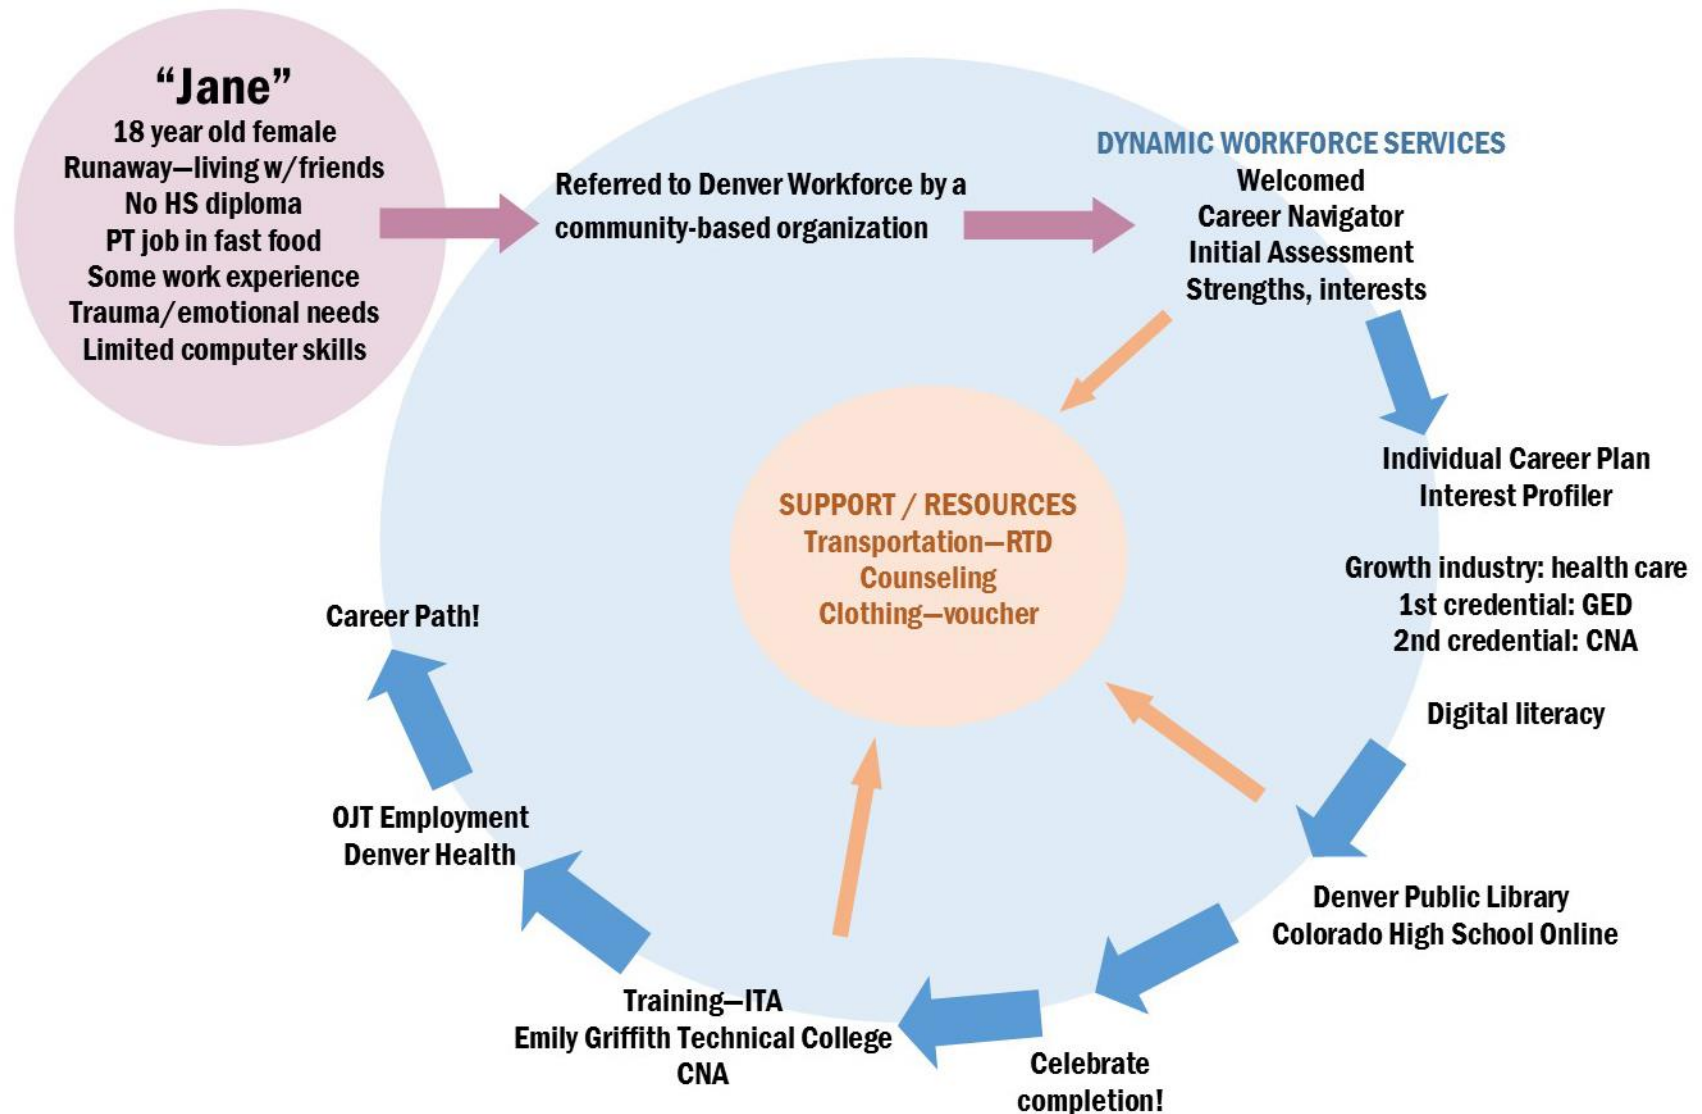 “Jane”
18 year old female
Runaway—living w/friends
No HS diploma
PT job in fast food
Some work experience
Trauma/emotional needs
Limited computer skills
Referred to Denver Workforce by a
community-based organization
DYNAMIC WORKFORCE SERVICES
Welcomed
Career Navigator
Initial Assessment
Strengths, interests
Individual Career Plan
Interest Profiler
Growth industry: health care
1st credential: GED
2nd credential: CNA
Digital literacy
Denver Public Library
Colorado High School Online
Celebrate
completion!
Training—ITA
Emily Griffith Technical College
CNA
OJT Employment
Denver Health
Career Path!
SUPPORT / RESOURCES
Transportation—RTD
Counseling
Clothing—voucher